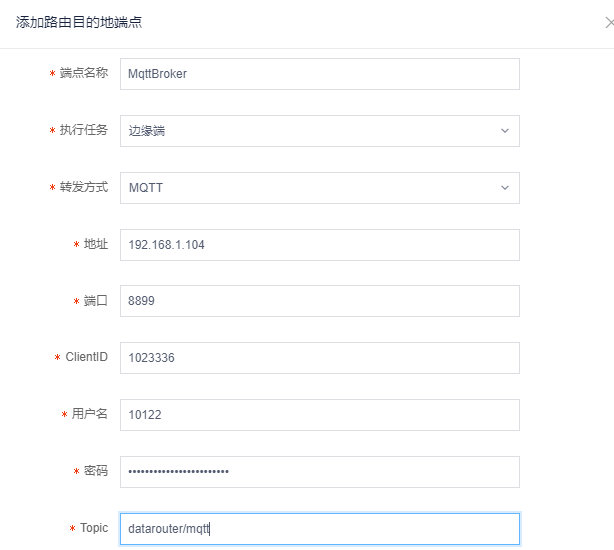 添加路由目的地端点
* 端点名称 MqttBroker
* 执行任务 边缘端
* 转发方式 MQTT
* 地址 192.168.1.104
* 端口 8899
* ClientID 1023336
* 用户名 10122
* 密码 ••••••••••••••••••••••••
* Topic datarouter/mqtt